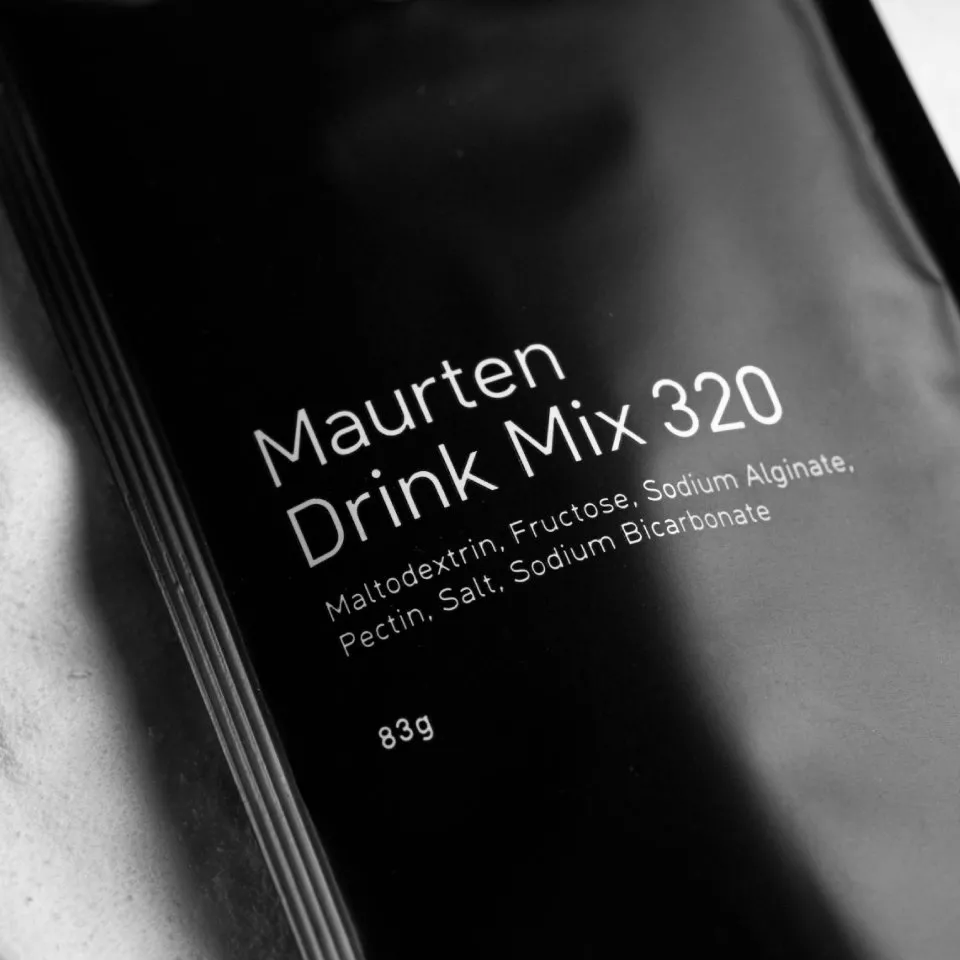 Maurten
Drink Mix 320
Maltodextrin, Fructose, Sodium Alginate,
Pectin, Salt, Sodium Bicarbonate
83g